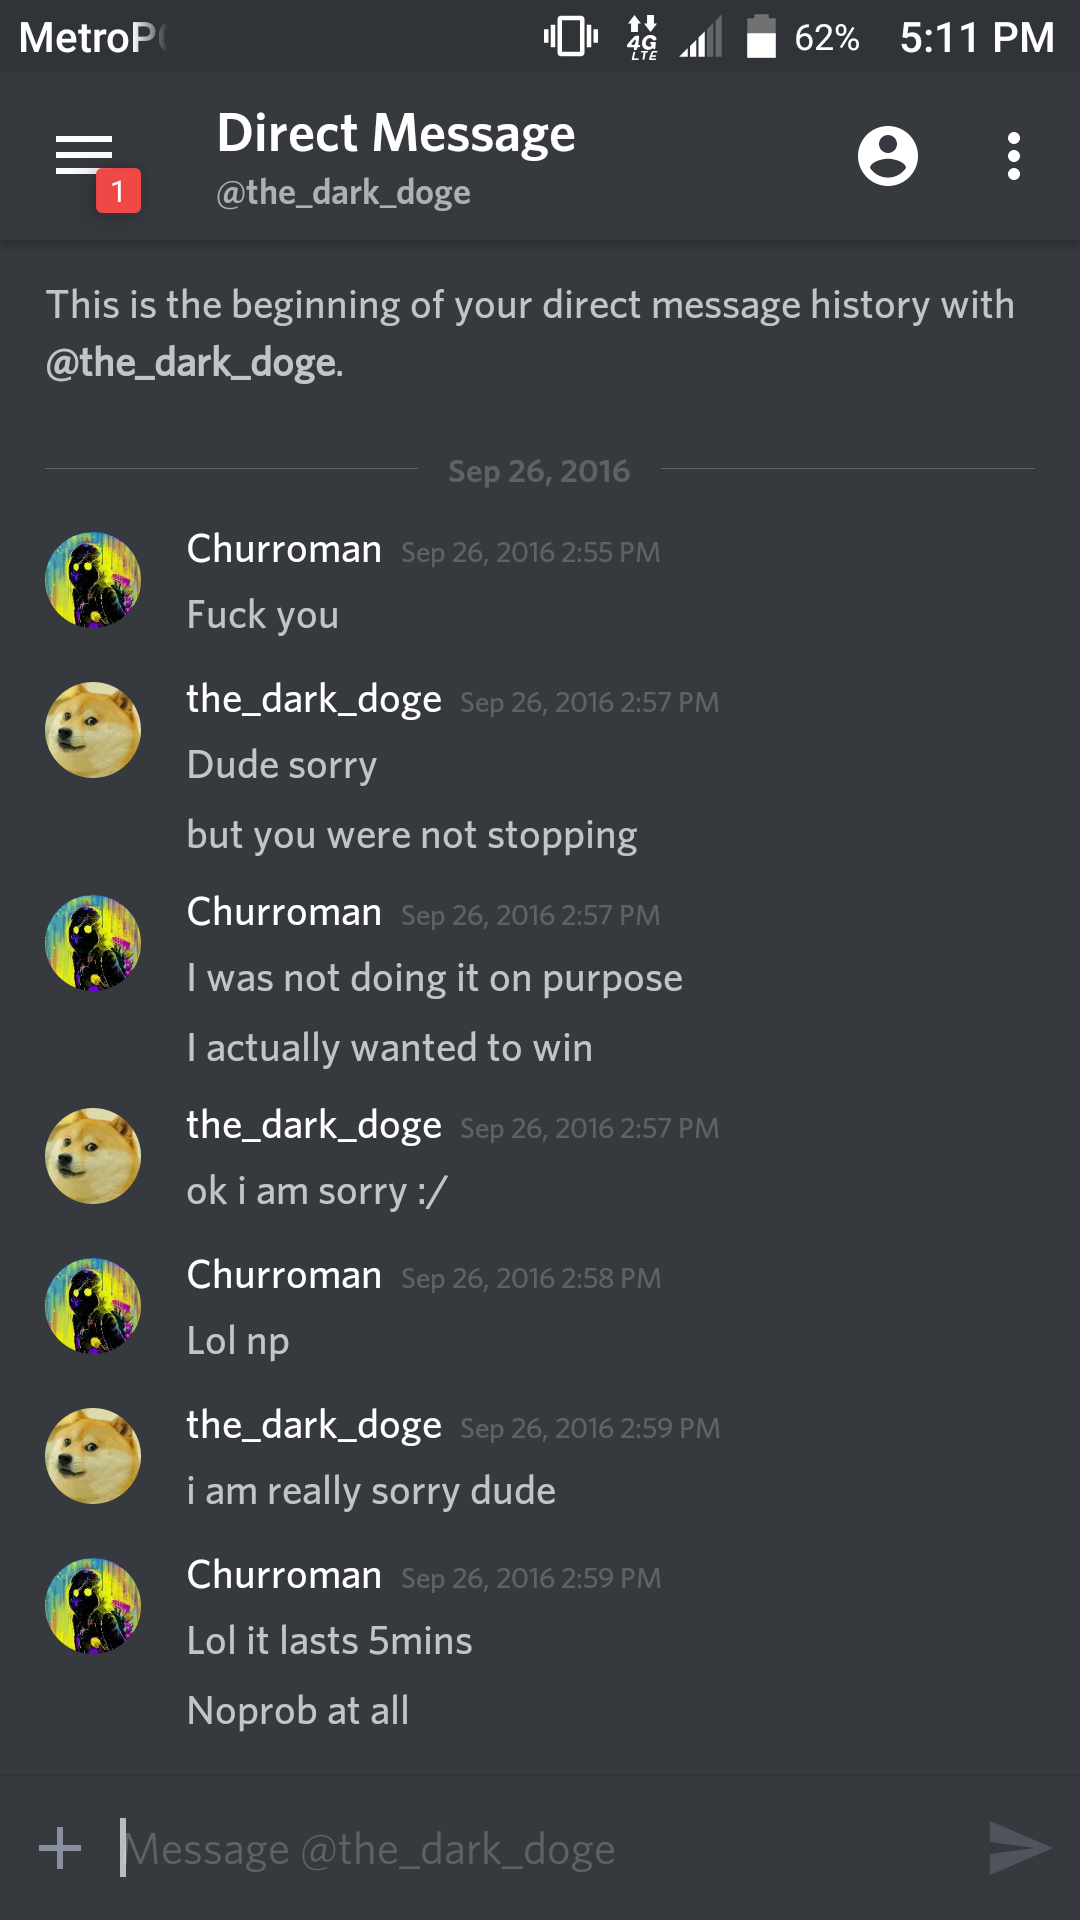 MetroP
4G
LTE
62%
5:11 PM
Direct Message
1
@the_dark_doge
This is the beginning of your direct message history with
@the_dark_doge.
Sep 26, 2016
Churroman Sep 26, 2016 2:55 PM
Fuck you
the_dark_doge Sep 26, 2016 2:57 PM
Dude sorry
but you were not stopping
Churroman Sep 26, 2016 2:57 PM
I was not doing it on purpose
I actually wanted to win
the_dark_doge Sep 26, 2016 2:57 PM
ok i am sorry :/
Churroman Sep 26, 2016 2:58 PM
Lol np
the_dark_doge Sep 26, 2016 2:59 PM
i am really sorry dude
Churroman Sep 26, 2016 2:59 PM
Lol it lasts 5mins
Noprob at all
Message @the_dark_doge